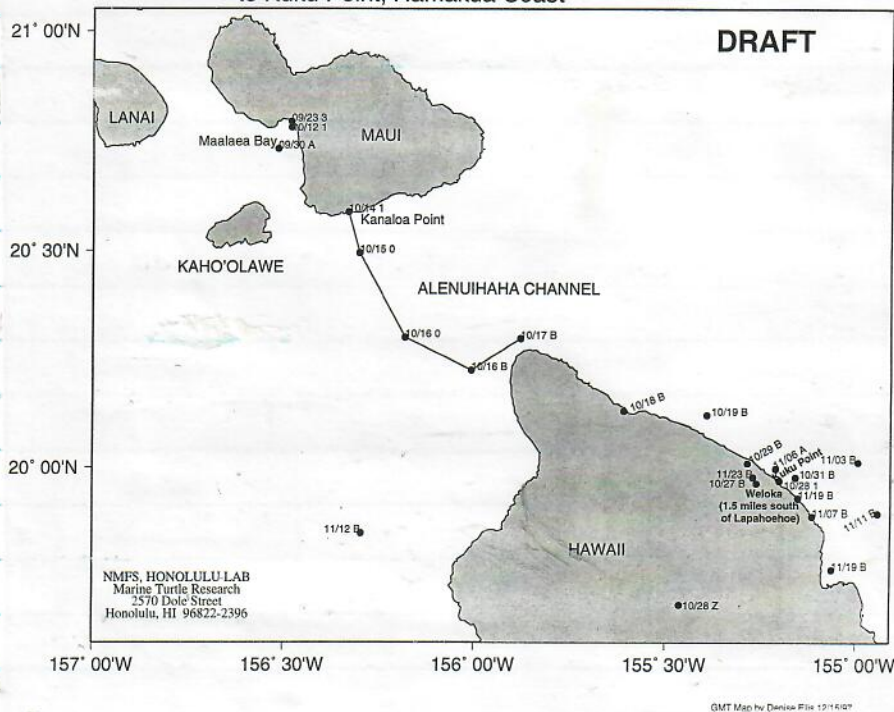 to Kuku Point, Hamakua Coast
21° 00'N
DRAFT
LANAI
09/23 3
10/12 1
MAUI
Maalaea Bay
09/30 A
10/14 1
Kanaloa Point
20° 30'N
10/15 0
KAHO'OLAWE
ALENUIHAHA CHANNEL
10/16 0
10/17 B
10/16 B
10/18 B
10/19 B
20° 00'N
10/29 B
11/06 A
Kuku Point
11/03 B
11/23 B
10/31 B
10/27 B
10/28 1
Weloka
(1.5 miles south
of Lapahoehoe)
11/19 B
11/07 B
11/11 B
11/12 B
HAWAII
11/19 B
NMFS, HONOLULU LAB
Marine Turtle Research
2570 Dole Street
Honolulu, HI 96822-2396
10/28 Z
157° 00'W
156° 30'W
156° 00'W
155° 30'W
155° 00'W
GMT Map by Denise Ellis 12/15/97